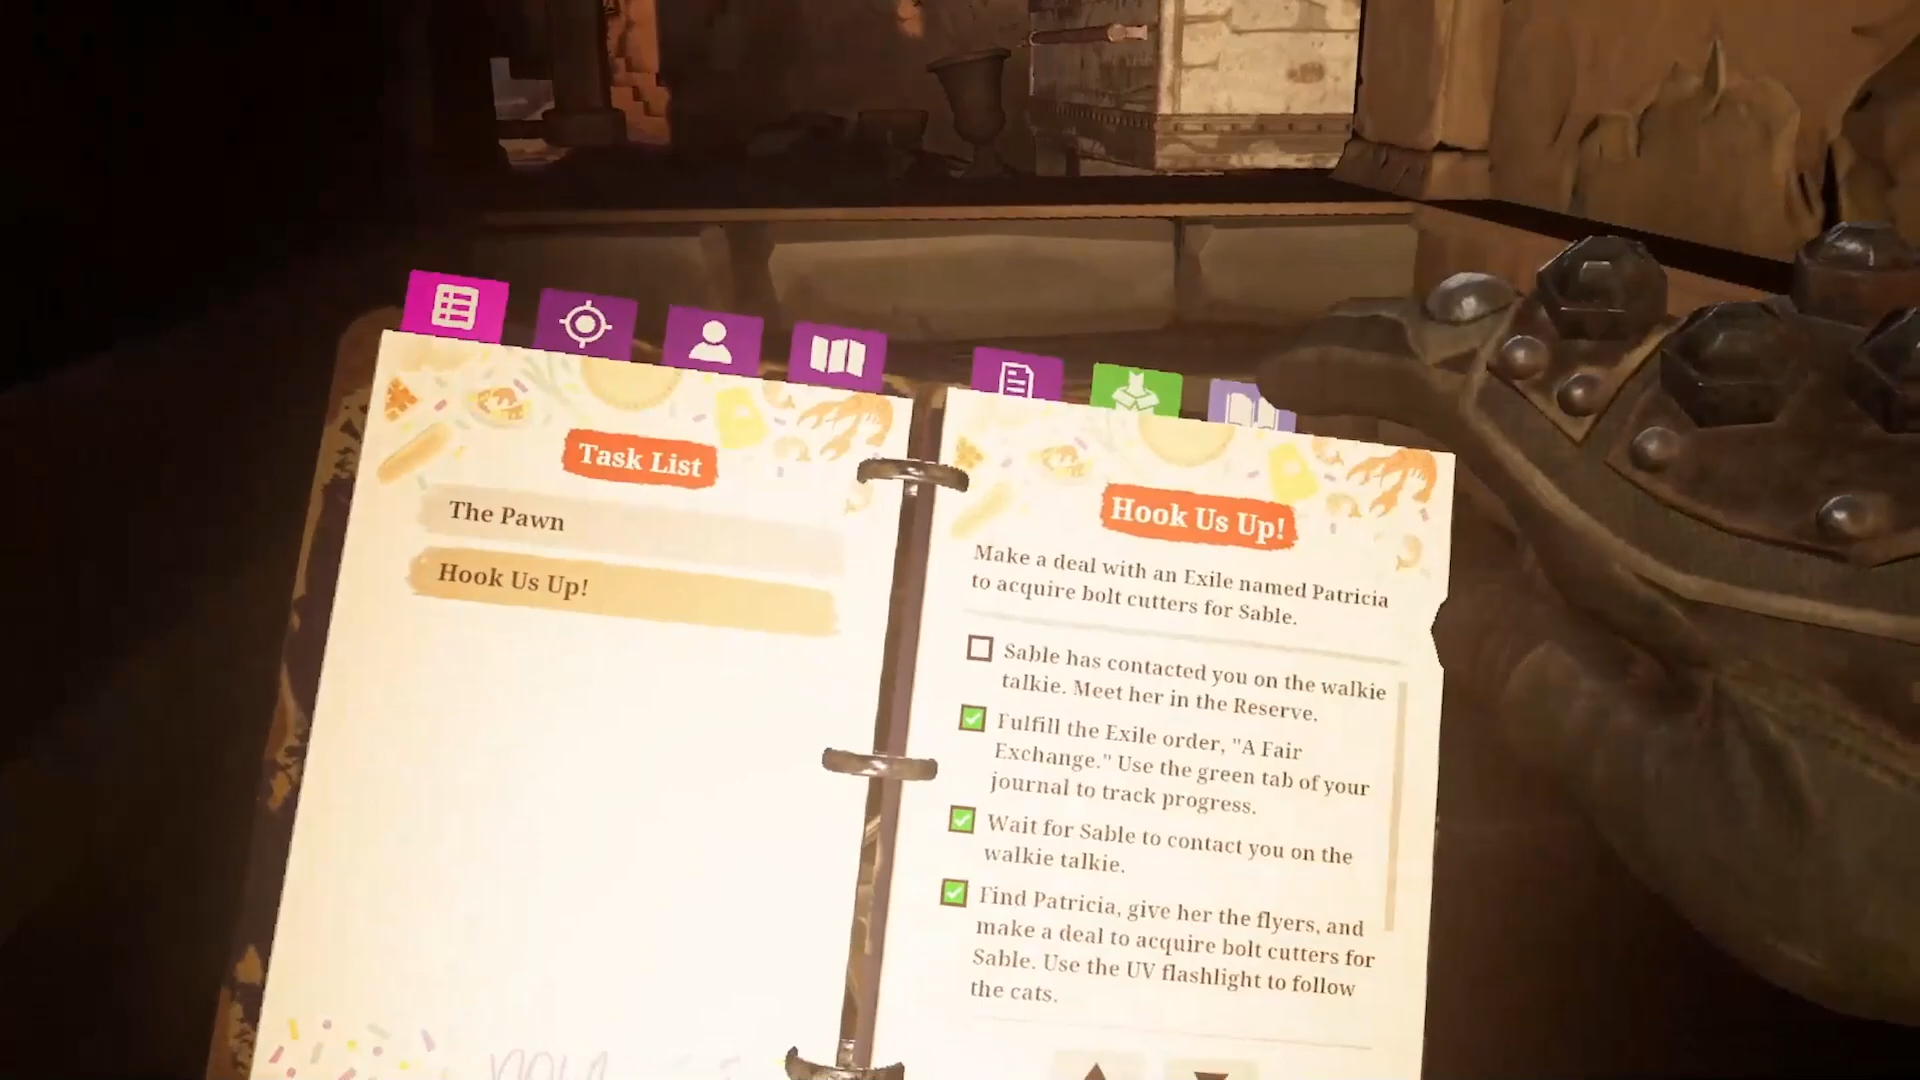 Task List
The Pawn
Hook Us Up!
Hook Us Up!
Make a deal with an Exile named Patricia
to acquire bolt cutters for Sable.
Sable has contacted you on the walkie
talkie. Meet her in the Reserve.
Fulfill the Exile order, "A Fair
Exchange." Use the green tab of your
journal to track progress.
Wait for Sable to contact you on the
walkie talkie.
Find Patricia, give her the flyers, and
make a deal to acquire bolt cutters for
Sable. Use the UV flashlight to follow
the cats.